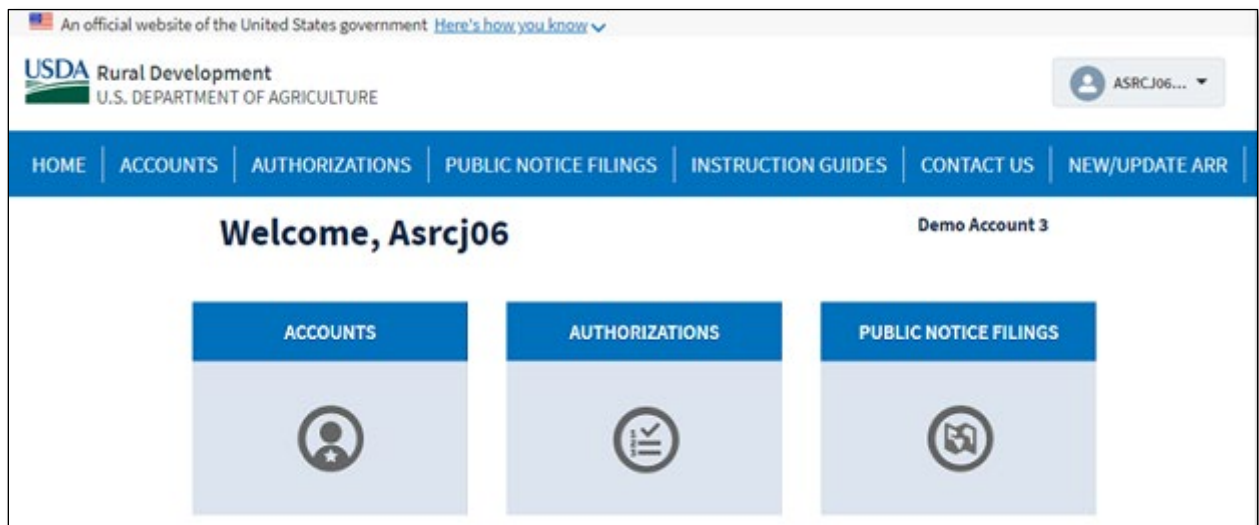 An official website of the United States government Here's how you know
USDA Rural Development
U.S. DEPARTMENT OF AGRICULTURE
ASRCJ06...
HOME ACCOUNTS AUTHORIZATIONS PUBLIC NOTICE FILINGS INSTRUCTION GUIDES CONTACT US NEW/UPDATE ARR
Welcome, Asrcj06
Demo Account 3
ACCOUNTS AUTHORIZATIONS PUBLIC NOTICE FILINGS